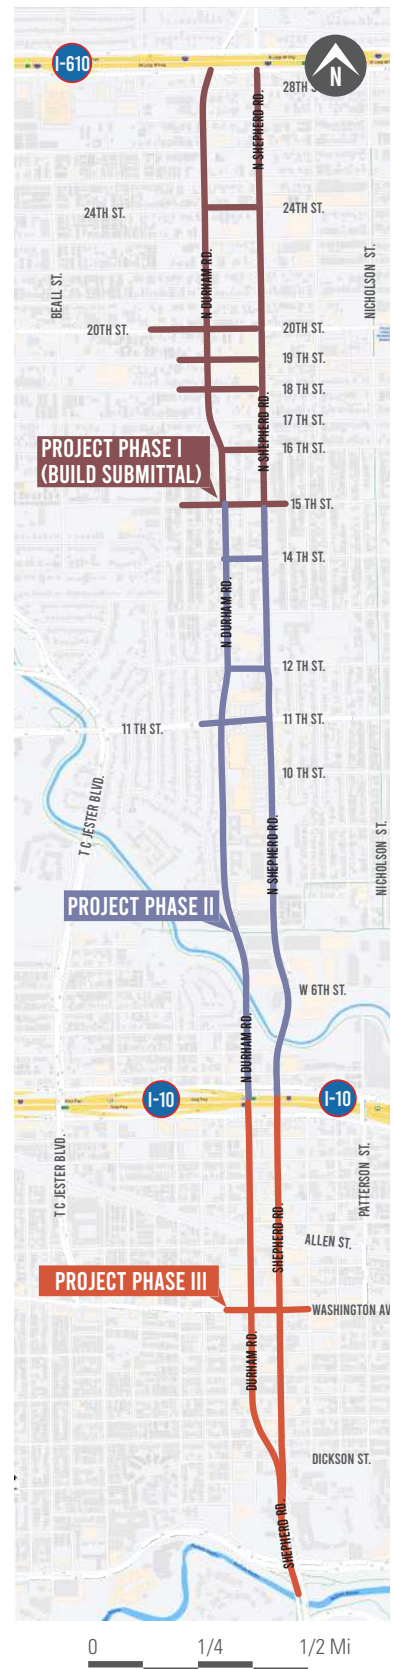 I-610
N
28TH S
N SHEPHERD RD.
24TH ST.
24TH ST.
BEALL ST.
N DURHAM RD.
NICHOLSON ST.
20TH ST.
20TH ST.
19 TH ST.
18 TH ST.
17 TH ST.
N SHEPHERD RD.
16 TH ST.
PROJECT PHASE I
(BUILD SUBMITTAL)
15 TH ST.
14 TH ST.
N DURHAM RD.
12 TH ST.
11 TH ST.
11 TH ST.
10 TH ST.
T C JESTER BLVD.
N SHEPHERD RD.
NICHOLSON ST.
PROJECT PHASE II
W 6TH ST.
N DURHAM RD.
I-10
I-10
T C JESTER BLVD.
PATTERSON ST.
SHEPHERD RD.
ALLEN ST.
PROJECT PHASE III
WASHINGTON AV
DURHAM RD.
DICKSON ST.
SHEPHERD RD.
0 1/4 1/2 Mi